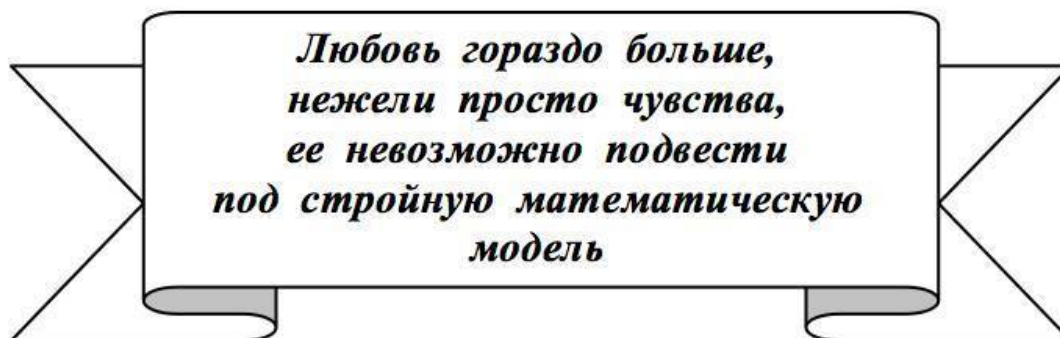 Любовь гораздо больше,
нежели просто чувства,
ее невозможно подвести
под стройную математическую
модель